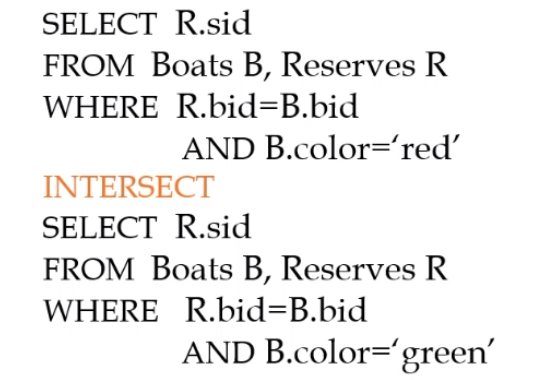 SELECT R.sid
FROM Boats B, Reserves R
WHERE R.bid=B.bid
AND B.color=‘red’
INTERSECT
SELECT R.sid
FROM Boats B, Reserves R
WHERE R.bid=B.bid
AND B.color=‘green’